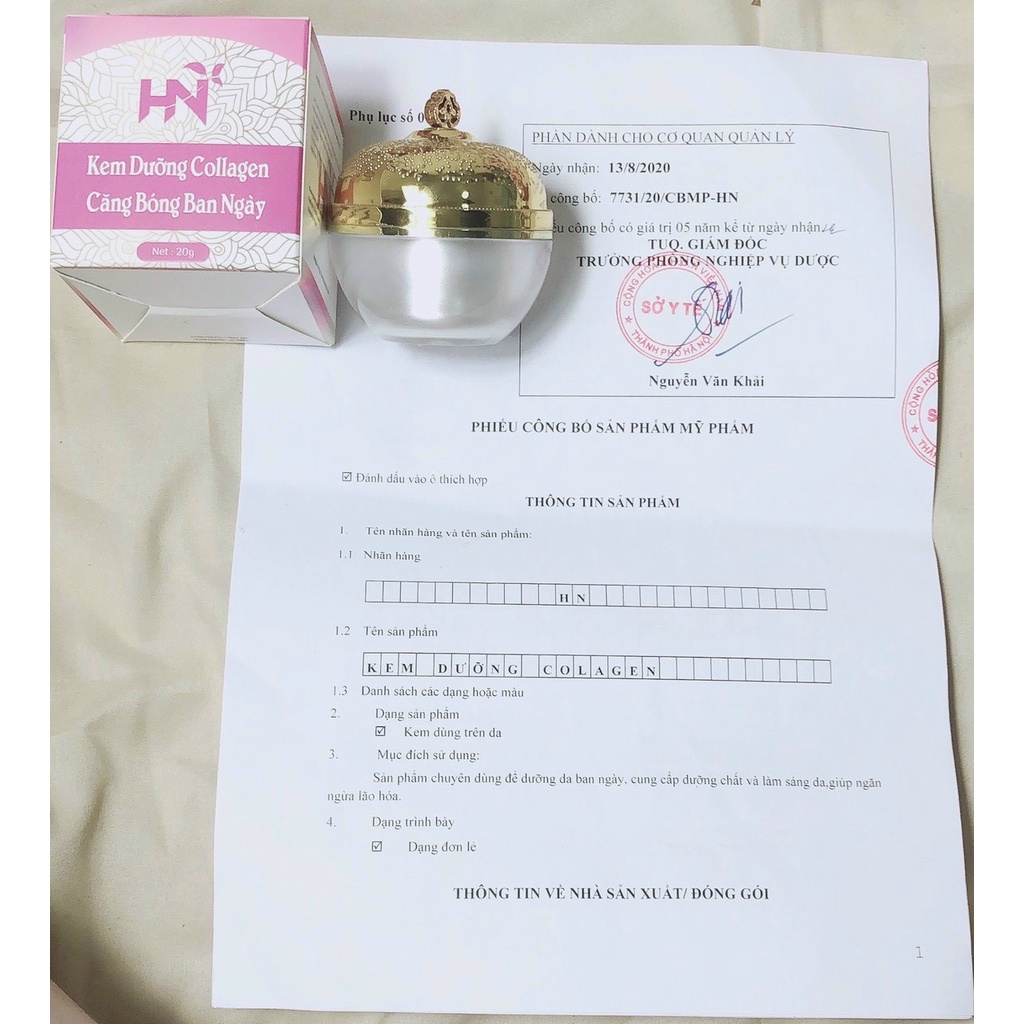 HN
Kem Dưỡng Collagen
Căng Bóng Ban Ngày
Net : 20g
Phụ lục số 0
PHẦN DÀNH CHO CƠ QUAN QUẢN LÝ
Ngày nhận: 13/8/2020
công bố: 7731/20/CBMP-HN
công bố có giá trị 05 năm kể từ ngày nhận
TUQ. GIÁM ĐỐC
TRƯỞNG PHÒNG NGHIỆP VỤ DƯỢC
SỞ Y TẾ
THÀNH PHỐ HÀ NỘI
Nguyễn Văn Khải
CỘNG HÒA
PHIẾU CÔNG BỐ SẢN PHẨM MỸ PHẨM
☑ Đánh dấu vào ô thích hợp
THÔNG TIN SẢN PHẨM
1. Tên nhãn hàng và tên sản phẩm:
1.1 Nhãn hàng
HN
1.2 Tên sản phẩm
KEM DƯỠNG COLAGEN
1.3 Danh sách các dạng hoặc màu
2. Dạng sản phẩm
☑ Kem dùng trên da
3. Mục đích sử dụng:
Sản phẩm chuyên dùng để dưỡng da ban ngày, cung cấp dưỡng chất và làm sáng da,giúp ngăn
ngừa lão hóa.
4. Dạng trình bày
☑ Dạng đơn lẻ
THÔNG TIN VỀ NHÀ SẢN XUẤT/ ĐÓNG GÓI
1